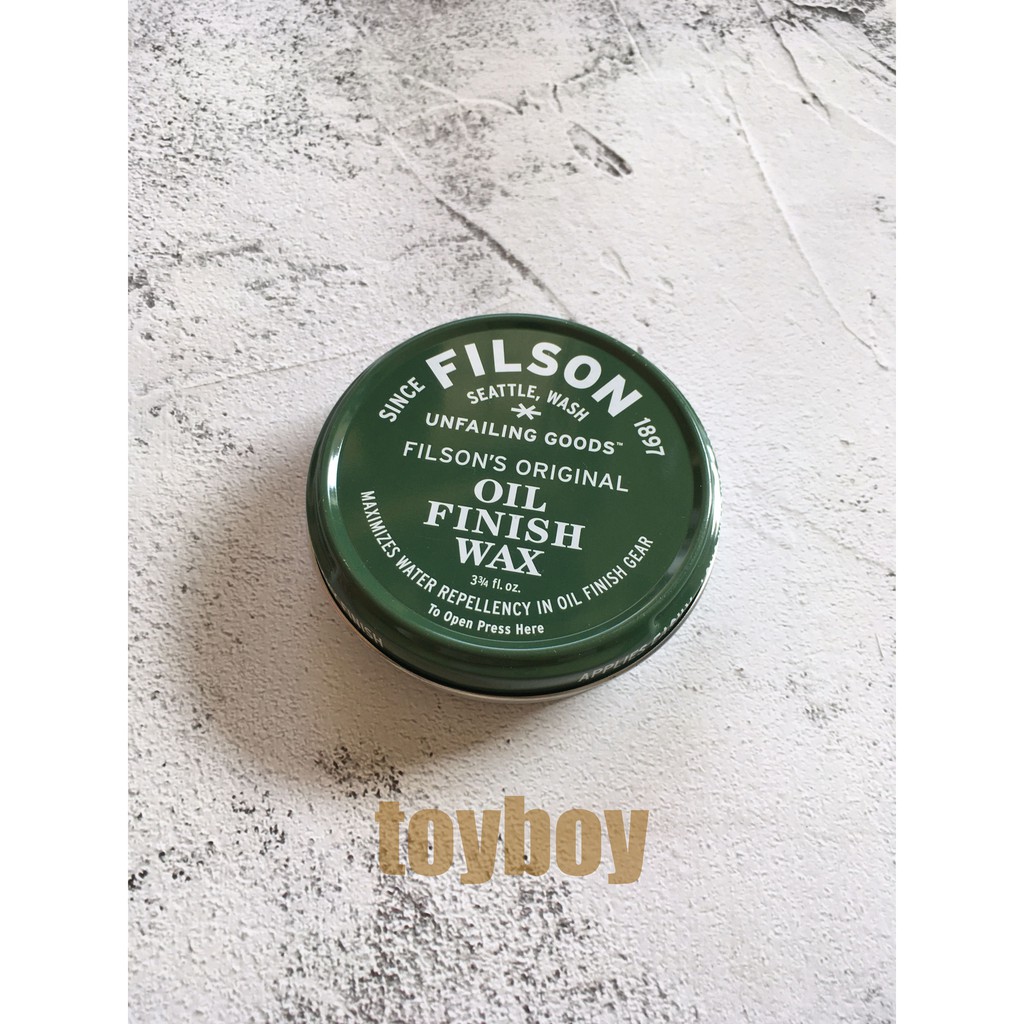 FILSON
SINCE 1897
SEATTLE, WASH
UNFAILING GOODS™
FILSON'S ORIGINAL
OIL
FINISH
WAX
3¾ fl. oz.
MAXIMIZES WATER REPELLENCY IN OIL FINISH GEAR
To Open Press Here
APPLIES
toyboy